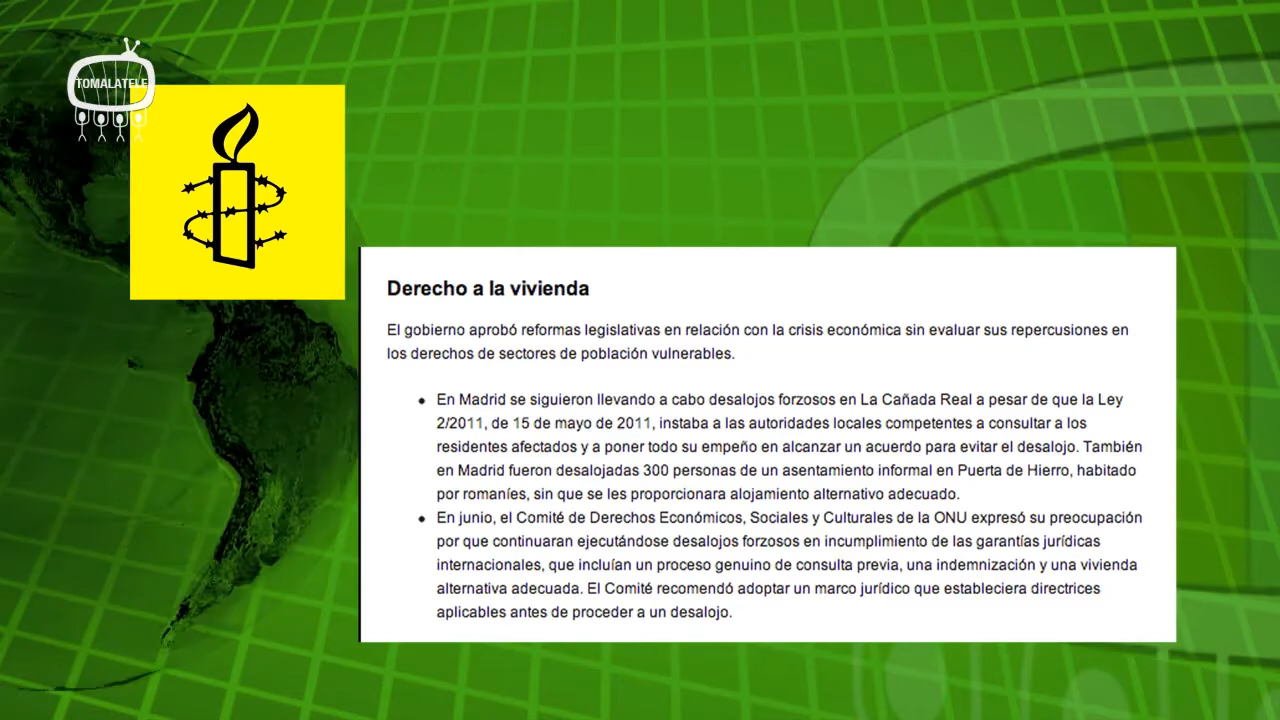 TOMALATELE
Derecho a la vivienda
El gobierno aprobó reformas legislativas en relación con la crisis económica sin evaluar sus repercusiones en
los derechos de sectores de población vulnerables.
• En Madrid se siguieron llevando a cabo desalojos forzosos en La Cañada Real a pesar de que la Ley
2/2011, de 15 de mayo de 2011, instaba a las autoridades locales competentes a consultar a los
residentes afectados y a poner todo su empeño en alcanzar un acuerdo para evitar el desalojo. También
en Madrid fueron desalojadas 300 personas de un asentamiento informal en Puerta de Hierro, habitado
por romaníes, sin que se les proporcionara alojamiento alternativo adecuado.
• En junio, el Comité de Derechos Económicos, Sociales y Culturales de la ONU expresó su preocupación
por que continuaran ejecutándose desalojos forzosos en incumplimiento de las garantías jurídicas
internacionales, que incluían un proceso genuino de consulta previa, una indemnización y una vivienda
alternativa adecuada. El Comité recomendó adoptar un marco jurídico que estableciera directrices
aplicables antes de proceder a un desalojo.